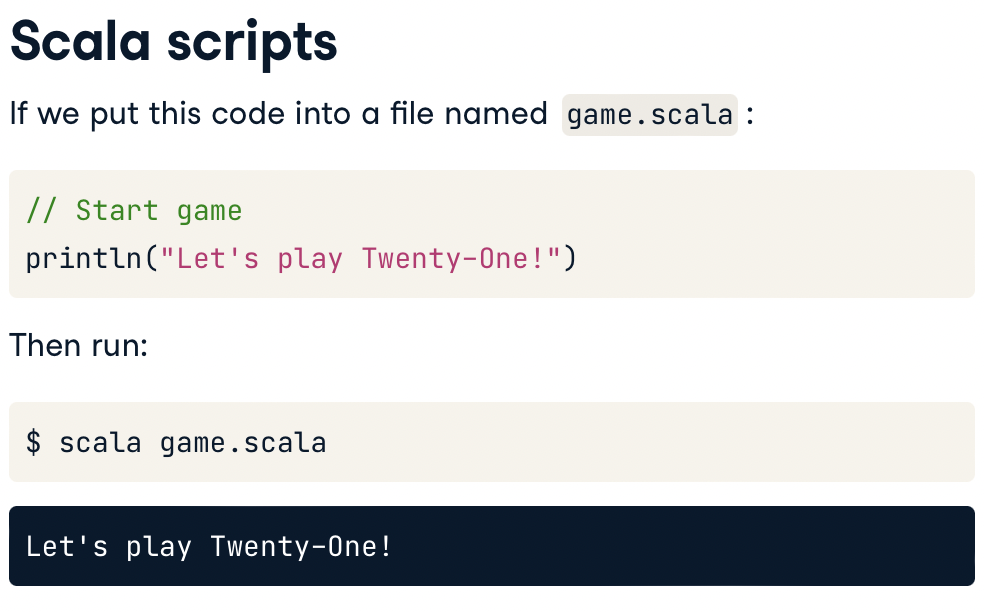 Scala scripts
If we put this code into a file named game.scala :
// Start game
println("Let's play Twenty-One!")
Then run:
$ scala game.scala
Let's play Twenty-One!